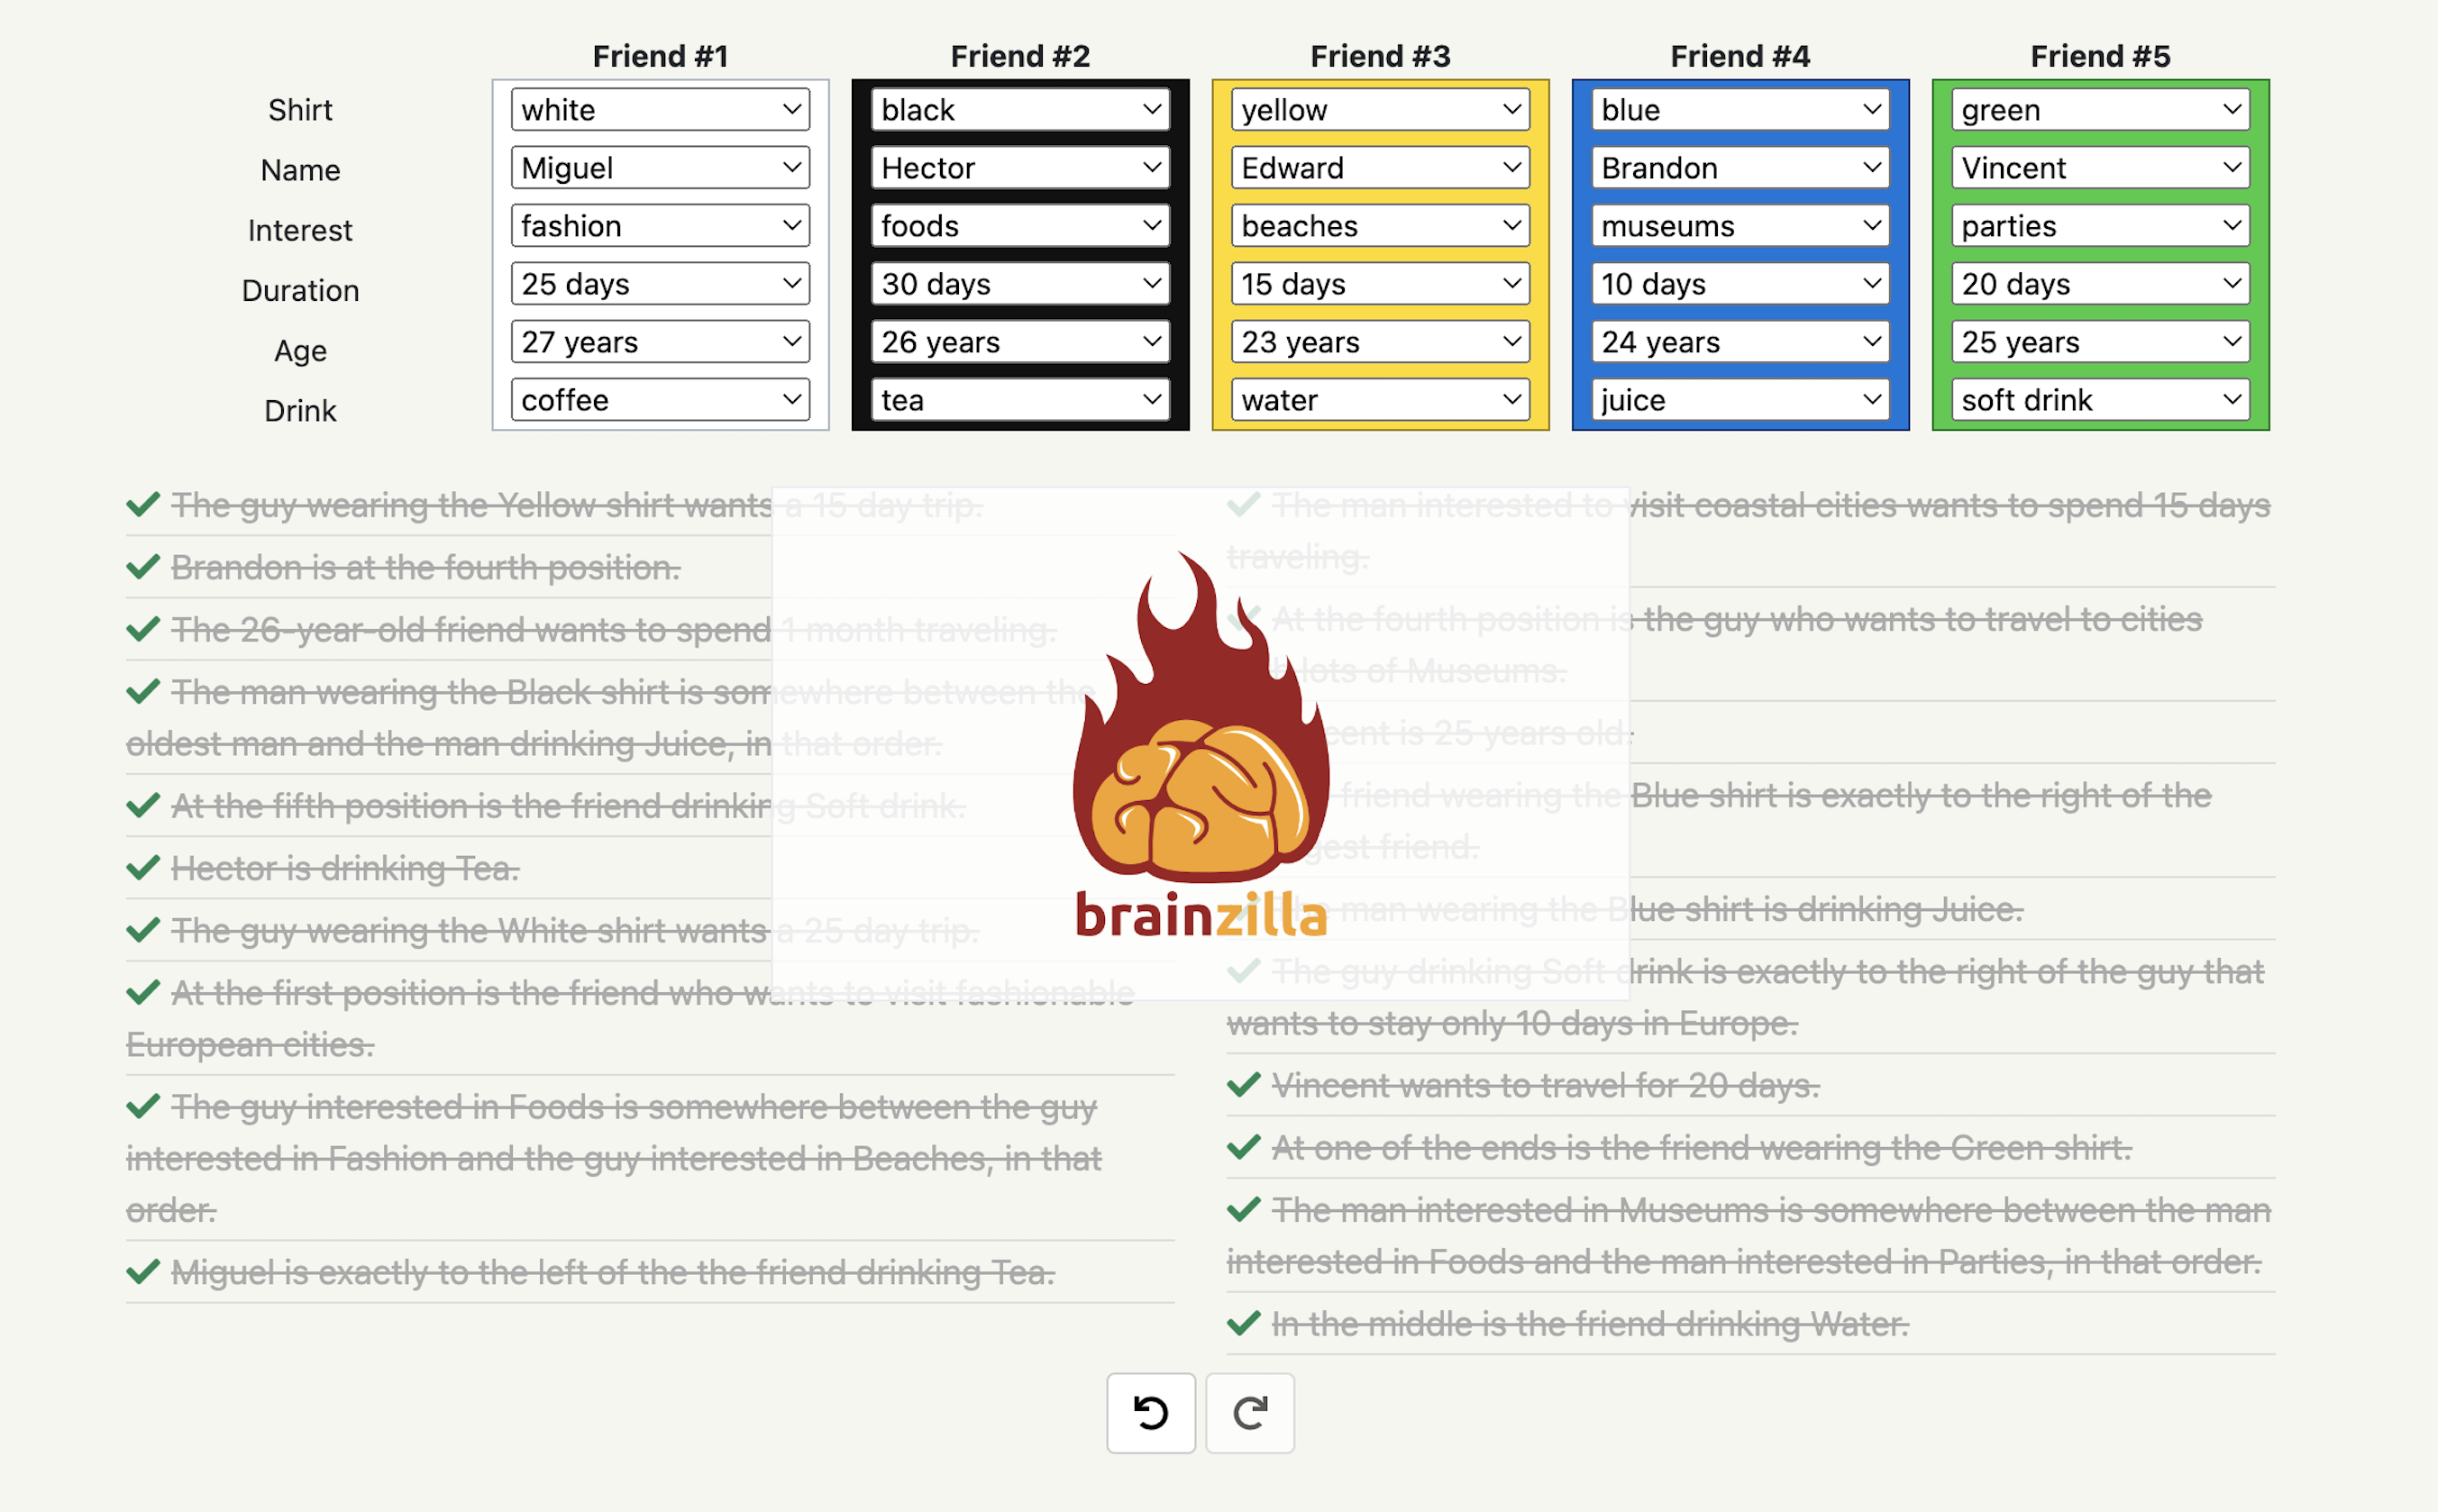 Friend #1 Friend #2 Friend #3 Friend #4 Friend #5
Shirt white black yellow blue green
Name Miguel Hector Edward Brandon Vincent
Interest fashion foods beaches museums parties
Duration 25 days 30 days 15 days 10 days 20 days
Age 27 years 26 years 23 years 24 years 25 years
Drink coffee tea water juice soft drink
The guy wearing the Yellow shirt wants a 15 day trip.
Brandon is at the fourth position.
The 26-year-old friend wants to spend 1 month traveling.
The man wearing the Black shirt is somewhere between the
oldest man and the man drinking Juice, in that order.
At the fifth position is the friend drinking Soft drink.
Hector is drinking Tea.
The guy wearing the White shirt wants a 25 day trip.
At the first position is the friend who wants to visit fashionable
European cities.
The guy interested in Foods is somewhere between the guy
interested in Fashion and the guy interested in Beaches, in that
order.
Miguel is exactly to the left of the the friend drinking Tea.
The man interested to visit coastal cities wants to spend 15 days
traveling.
At the fourth position is the guy who wants to travel to cities
lots of Museums.
is 25 years old.
friend wearing the Blue shirt is exactly to the right of the
friend.
man wearing the Blue shirt is drinking Juice.
The guy drinking Soft drink is exactly to the right of the guy that
wants to stay only 10 days in Europe.
Vincent wants to travel for 20 days.
At one of the ends is the friend wearing the Green shirt.
The man interested in Museums is somewhere between the man
interested in Foods and the man interested in Parties, in that order.
In the middle is the friend drinking Water.
brainzilla